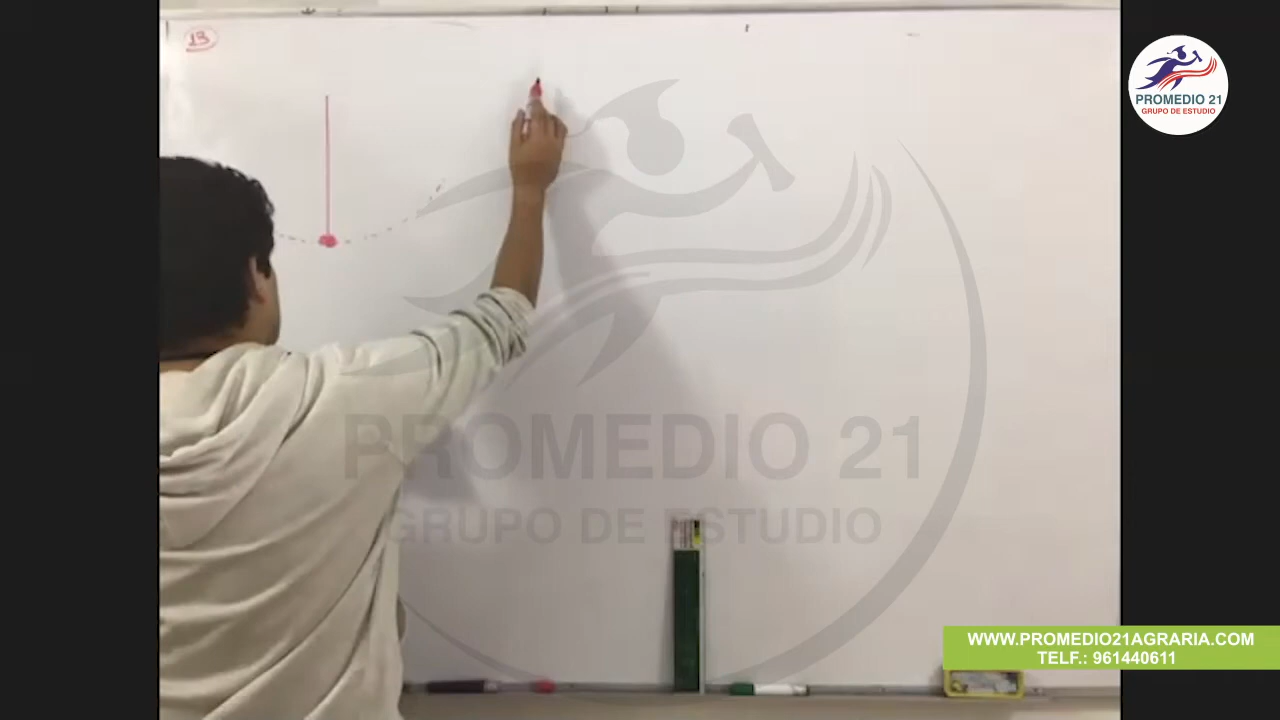 13
PROMEDIO 21
GRUPO DE ESTUDIO
PROMEDIO 21
GRUPO DE ESTUDIO
WWW.PROMEDIO21AGRARIA.COM
TELF.: 961440611